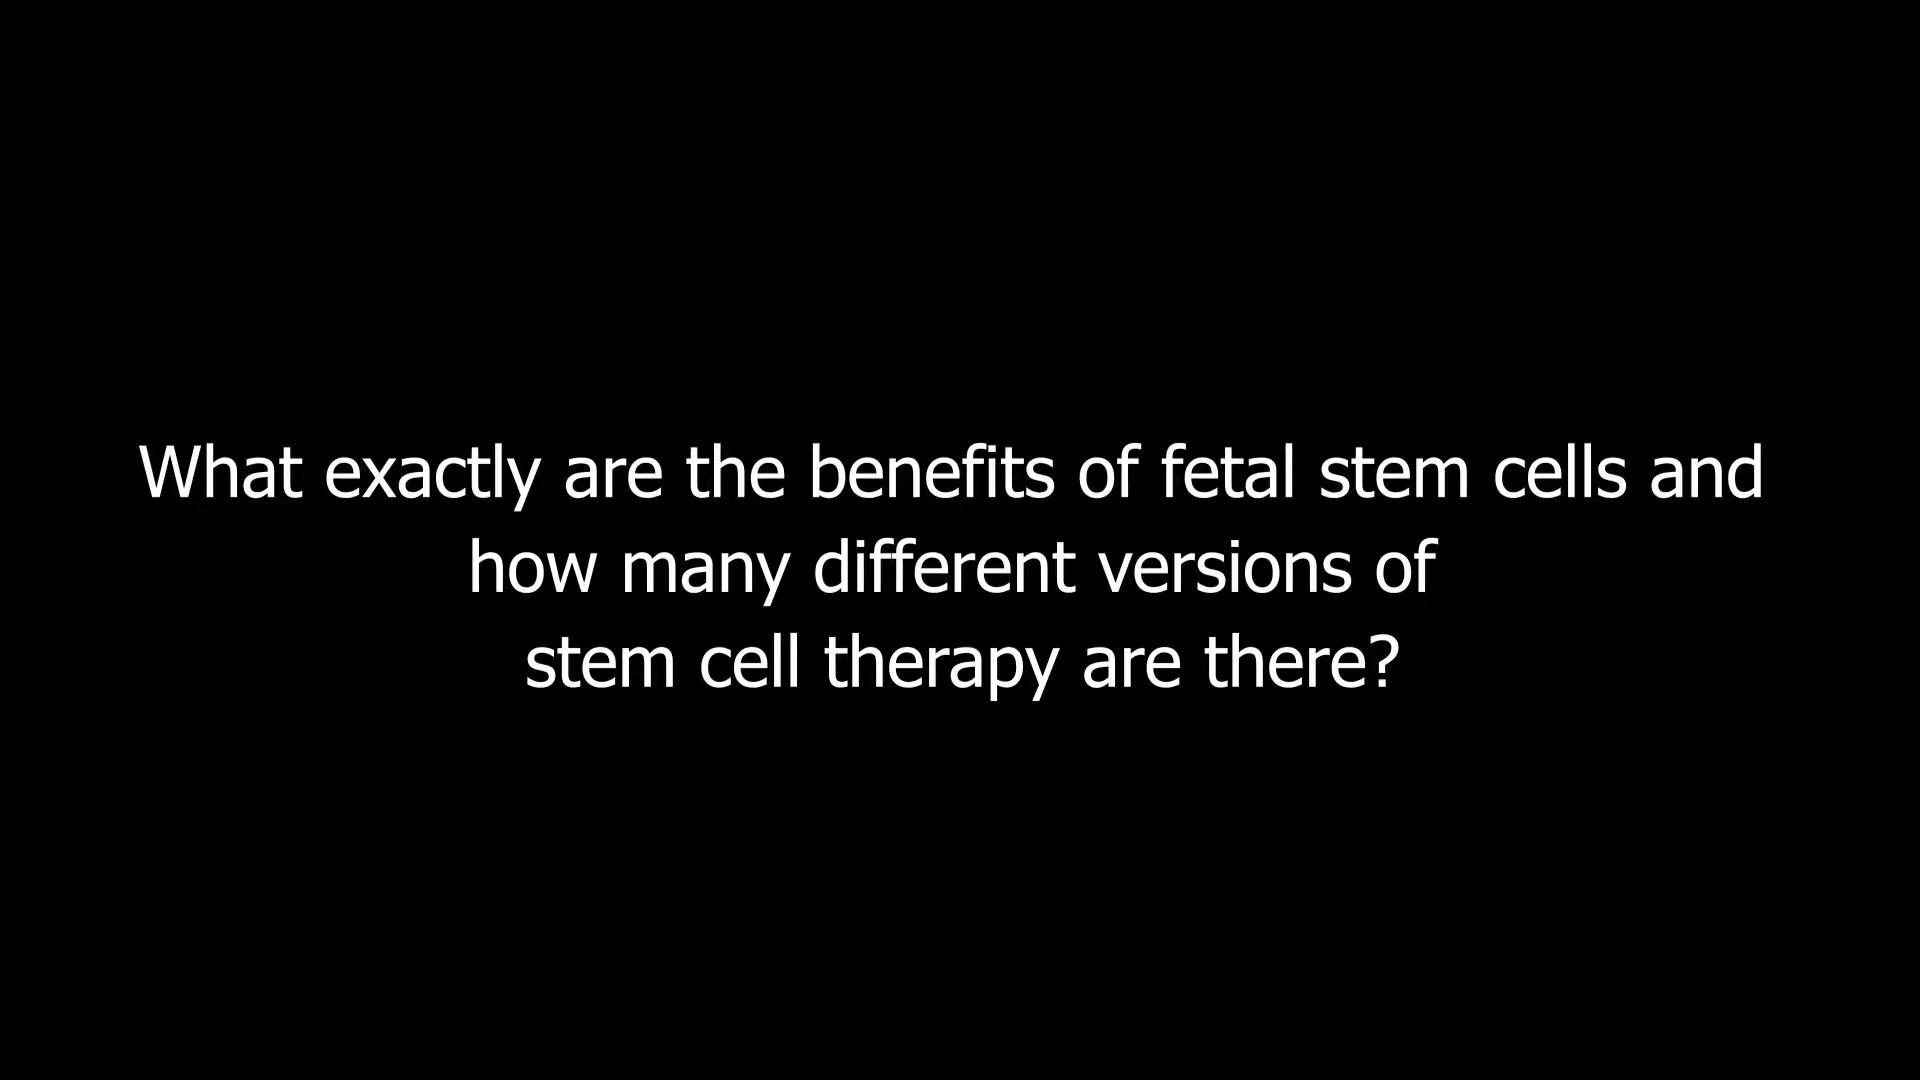 What exactly are the benefits of fetal stem cells and
how many different versions of
stem cell therapy are there?